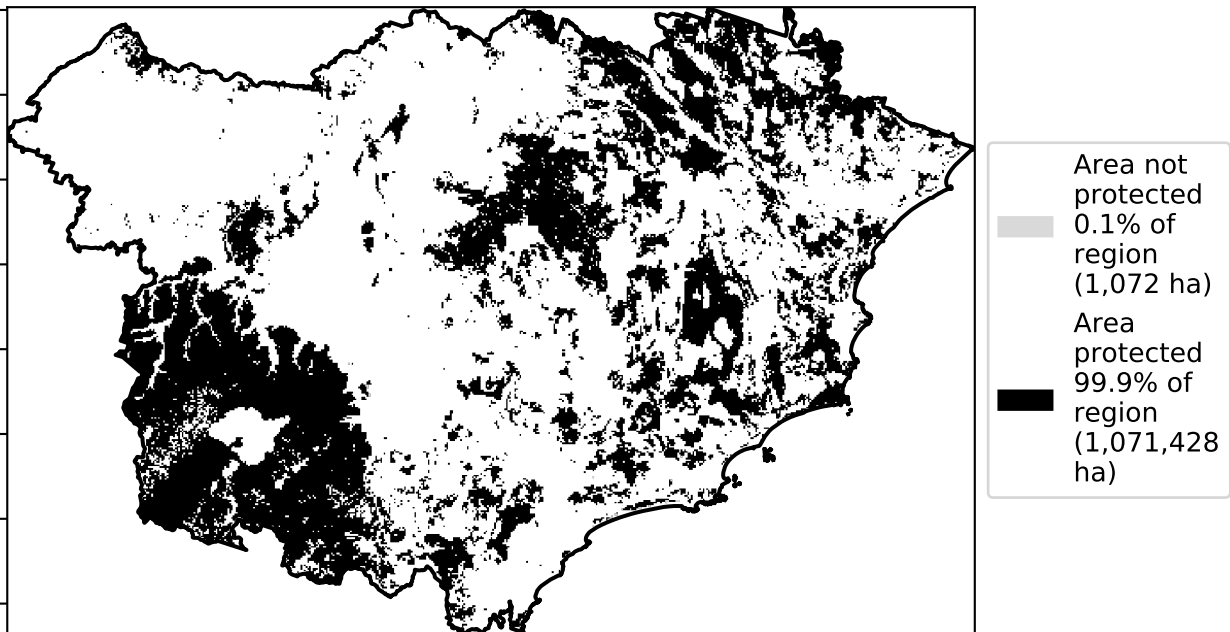 Area not
protected
0.1% of
region
(1,072 ha)
Area
protected
99.9% of
region
(1,071,428
ha)